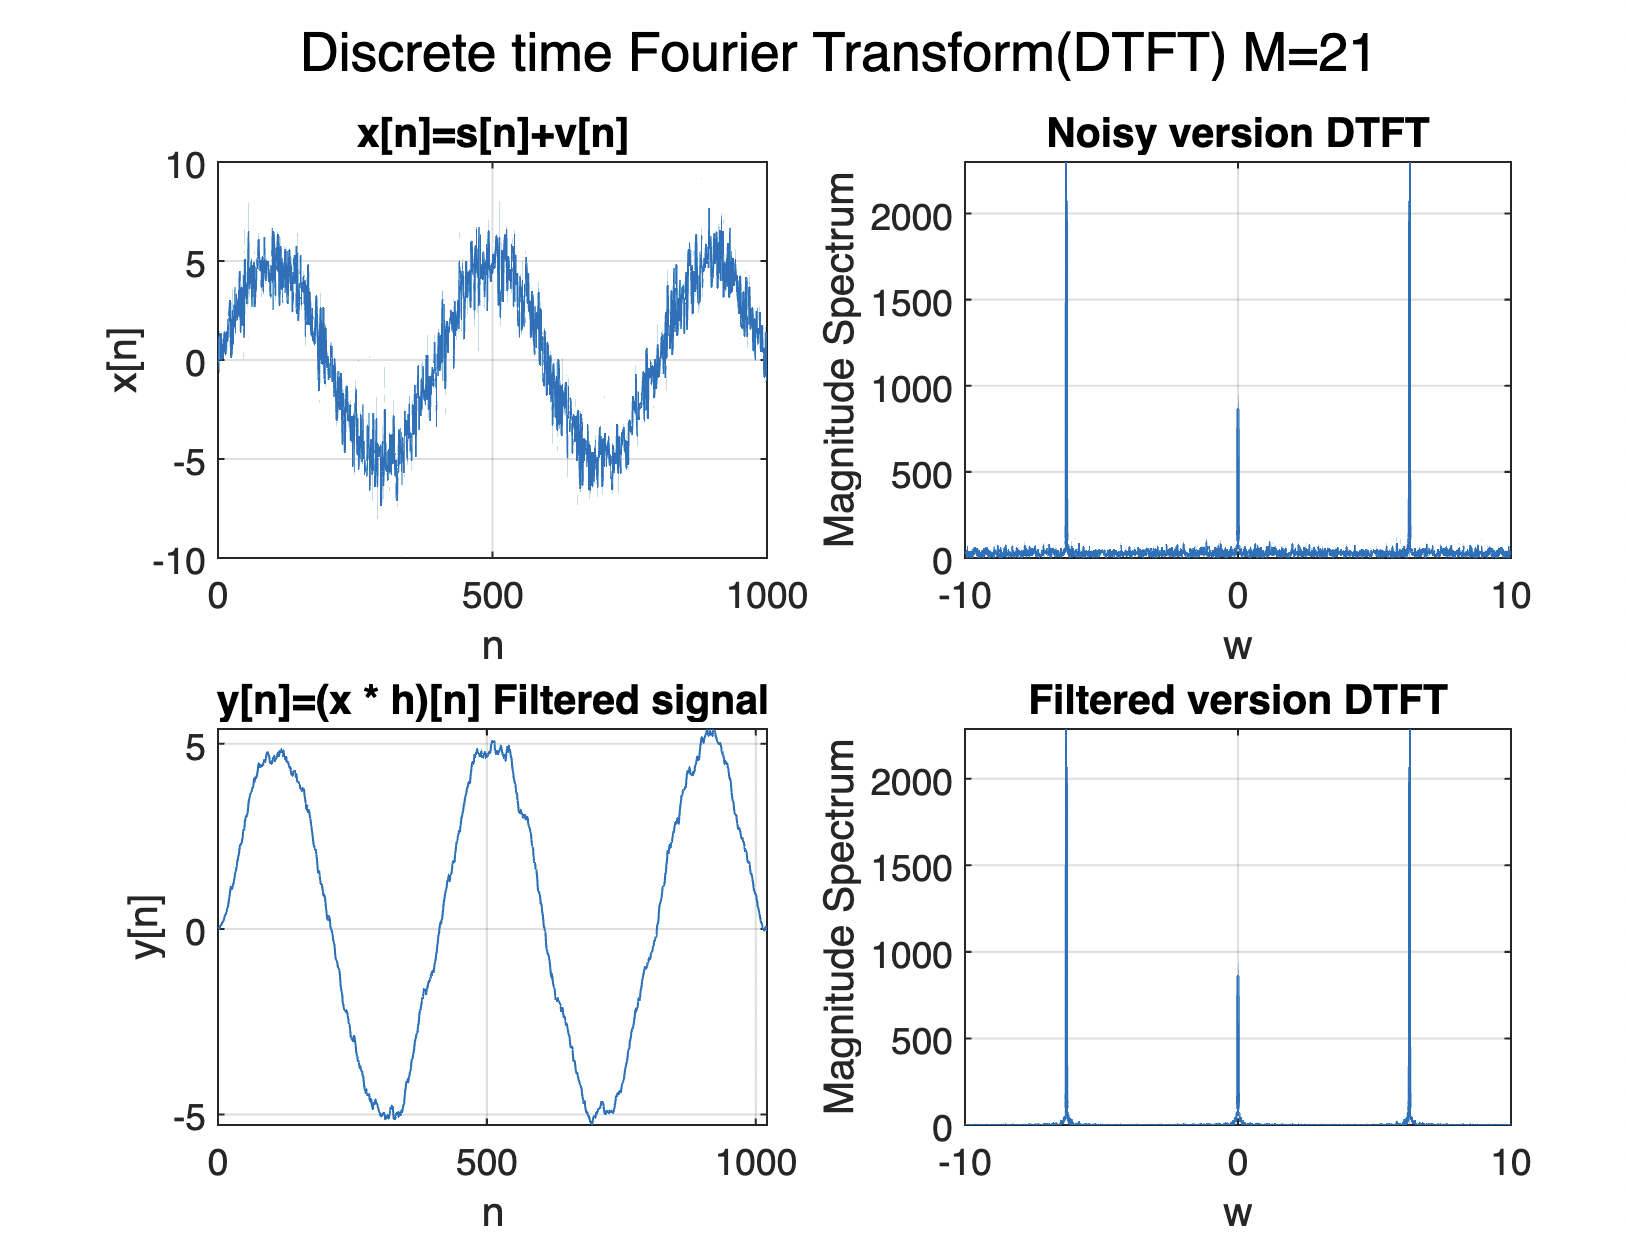 Discrete time Fourier Transform(DTFT) M=21
x[n]=s[n]+v[n]
10
5
0
-5
-10
x[n]
0 500 1000
n
Noisy version DTFT
2000
1500
1000
500
0
Magnitude Spectrum
-10 0 10
w
y[n]=(x * h)[n] Filtered signal
5
0
-5
y[n]
0 500 1000
n
Filtered version DTFT
2000
1500
1000
500
0
Magnitude Spectrum
-10 0 10
w